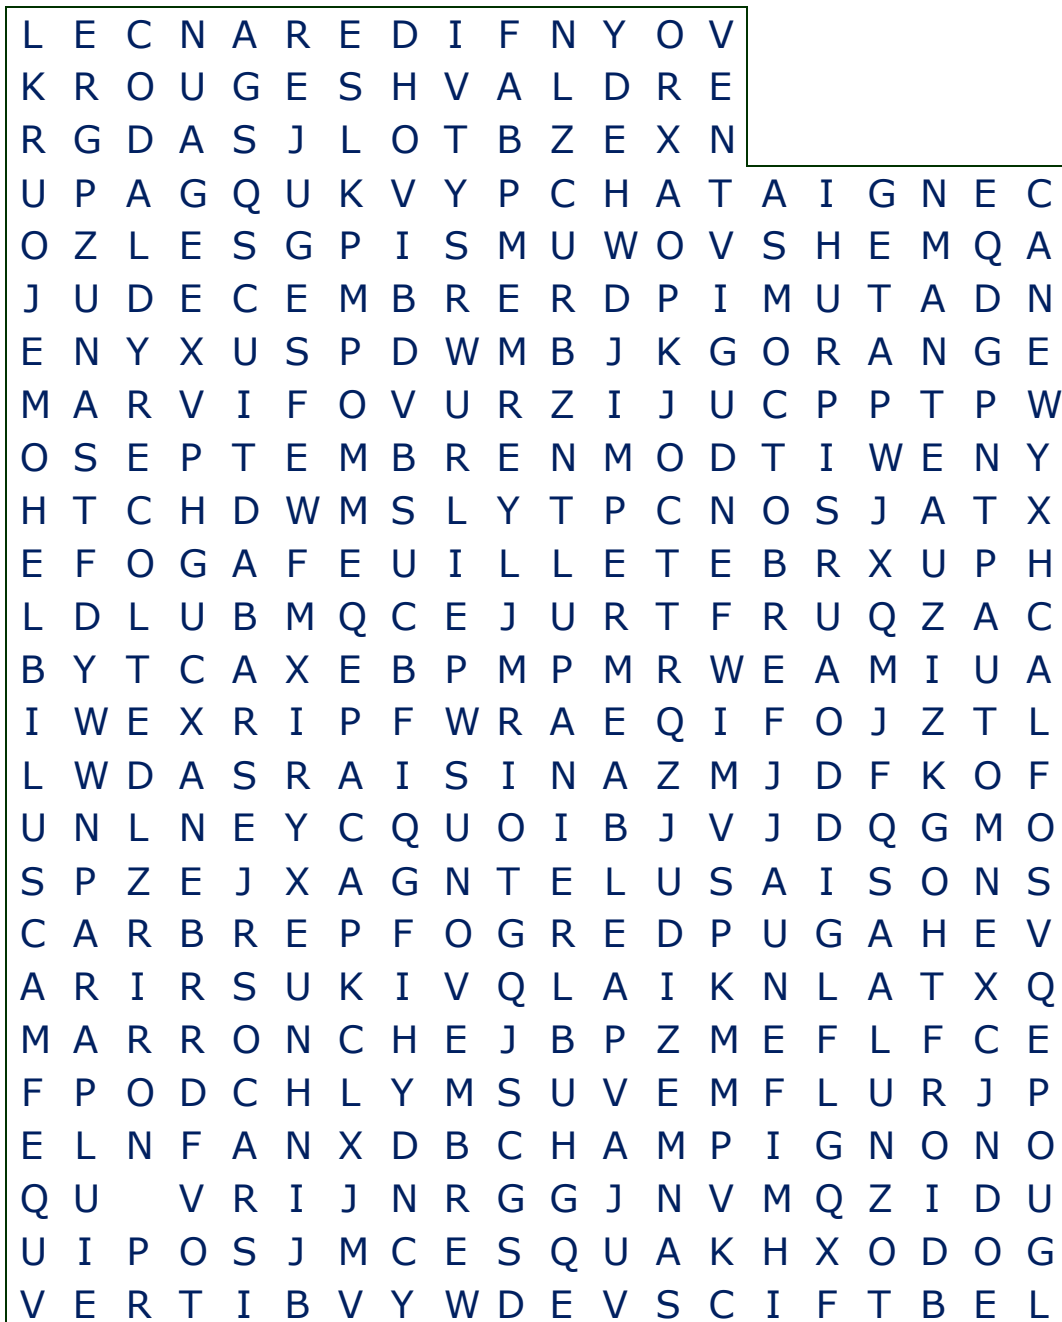 L E C N A R E D I F N Y O V
K R O U G E S H V A L D R E
R G D A S J L O T B Z E X N
U P A G Q U K V Y P C H A T A I G N E C
O Z L E S G P I S M U W O V S H E M Q A
J U D E C E M B R E R D P I M U T A D N
E N Y X U S P D W M B J K G O R A N G E
M A R V I F O V U R Z I J U C P P T P W
O S E P T E M B R E N M O D T I W E N Y
H T C H D W M S L Y T P C N O S J A T X
E F O G A F E U I L L E T E B R X U P H
L D L U B M Q C E J U R T F R U Q Z A C
B Y T C A X E B P M P M R W E A M I U A
I W E X R I P F W R A E Q I F O J Z T L
L W D A S R A I S I N A Z M J D F K O F
U N L N E Y C Q U O I B J V J D Q G M O
S P Z E J X A G N T E L U S A I S O N S
C A R B R E P F O G R E D P U G A H E V
A R I R S U K I V Q L A I K N L A T X Q
M A R R O N C H E J B P Z M E F L F C E
F P O D C H L Y M S U V E M F L U R J P
E L N F A N X D B C H A M P I G N O N O
Q U V R I J N R G G J N V M Q Z I D U
U I P O S J M C E S Q U A K H X O D O G
V E R T I B V Y W D E V S C I F T B E L